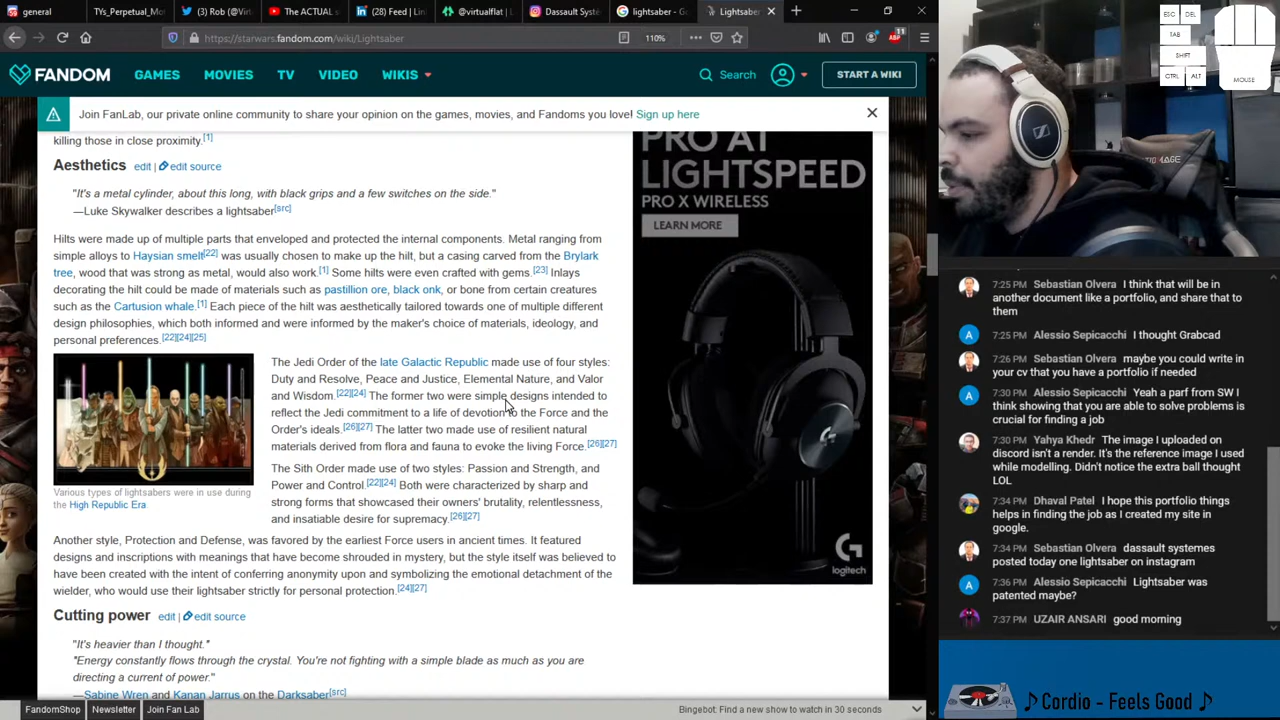 TYs_Perpetual_Mot
(3) Rob (@Virtu
The ACTUAL s
(28) Feed | Lin
@virtualflat | L
Dassault Syste
lightsaber - Go
Lightsaber
https://starwars.fandom.com/wiki/Lightsaber
110%
11
FANDOM
GAMES
MOVIES
TV
VIDEO
WIKIS
Search
START A WIKI
Join FanLab, our private online community to share your opinion on the games, movies, and Fandoms you love! Sign up here
killing those in close proximity.[1]
Aesthetics edit | edit source
"It's a metal cylinder, about this long, with black grips and a few switches on the side."
—Luke Skywalker describes a lightsaber[src]
Hilts were made up of multiple parts that enveloped and protected the internal components. Metal ranging from
simple alloys to Haysian smelt[22] was usually chosen to make up the hilt, but a casing carved from the Brylark
tree, wood that was strong as metal, would also work.[1] Some hilts were even crafted with gems.[23] Inlays
decorating the hilt could be made of materials such as pastillion ore, black onk, or bone from certain creatures
such as the Cartusion whale.[1] Each piece of the hilt was aesthetically tailored towards one of multiple different
design philosophies, which both informed and were informed by the maker's choice of materials, ideology, and
personal preferences.[22][24][25]
The Jedi Order of the late Galactic Republic made use of four styles:
Duty and Resolve, Peace and Justice, Elemental Nature, and Valor
and Wisdom.[22][24] The former two were simple designs intended to
reflect the Jedi commitment to a life of devotion to the Force and the
Order's ideals.[26][27] The latter two made use of resilient natural
materials derived from flora and fauna to evoke the living Force.[26][27]
The Sith Order made use of two styles: Passion and Strength, and
Power and Control.[22][24] Both were characterized by sharp and
strong forms that showcased their owners' brutality, relentlessness,
and insatiable desire for supremacy.[26][27]
Various types of lightsabers were in use during
the High Republic Era
Another style, Protection and Defense, was favored by the earliest Force users in ancient times. It featured
designs and inscriptions with meanings that have become shrouded in mystery, but the style itself was believed to
have been created with the intent of conferring anonymity upon and symbolizing the emotional detachment of the
wielder, who would use their lightsaber strictly for personal protection.[24][27]
Cutting power edit | edit source
"It's heavier than I thought."
"Energy constantly flows through the crystal. You're not fighting with a simple blade as much as you are
directing a current of power."
—Sabine Wren and Kanan Jarrus on the Darksaber[src]
PRO AT
LIGHTSPEED
PRO X WIRELESS
LEARN MORE
logitech
FandomShop
Newsletter
Join Fan Lab
Bingebot: Find a new show to watch in 30 seconds
ESC
DEL
TAB
SHIFT
CTRL
ALT
MOUSE
7:25 PM Sebastian Olvera I think that will be in
another document like a portfolio, and share that to
them
7:25 PM Alessio Sepicacchi I thought Grabcad
7:26 PM Sebastian Olvera maybe you could write in
your cv that you have a portfolio if needed
7:30 PM Alessio Sepicacchi Yeah a parf from SW I
think showing that you are able to solve problems is
crucial for finding a job
7:30 PM Yahya Khedr The image I uploaded on
discord isn't a render. It's the reference image I used
while modelling. Didn't notice the extra ball thought
LOL
7:34 PM Dhaval Patel I hope this portfolio things
helps in finding the job as I created my site in
google.
7:34 PM Sebastian Olvera dassault systemes
posted today one lightsaber on instagram
7:36 PM Alessio Sepicacchi Lightsaber was
patented maybe?
7:37 PM UZAIR ANSARI good morning
♪ Cordio - Feels Good ♪